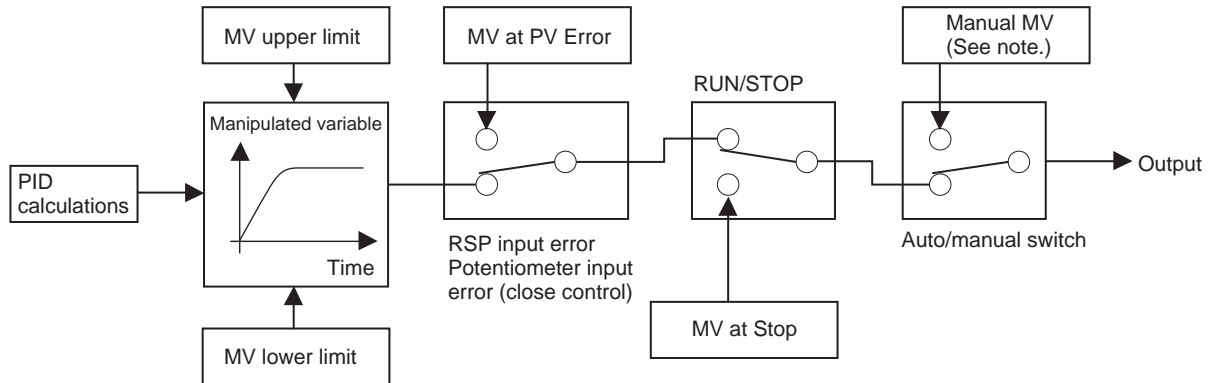 MV upper limit
MV at PV Error
Manual MV
(See note.)
RUN/STOP
Manipulated variable
PID
calculations
Time
Output
RSP input error
Potentiometer input
error (close control)
Auto/manual switch
MV at Stop
MV lower limit